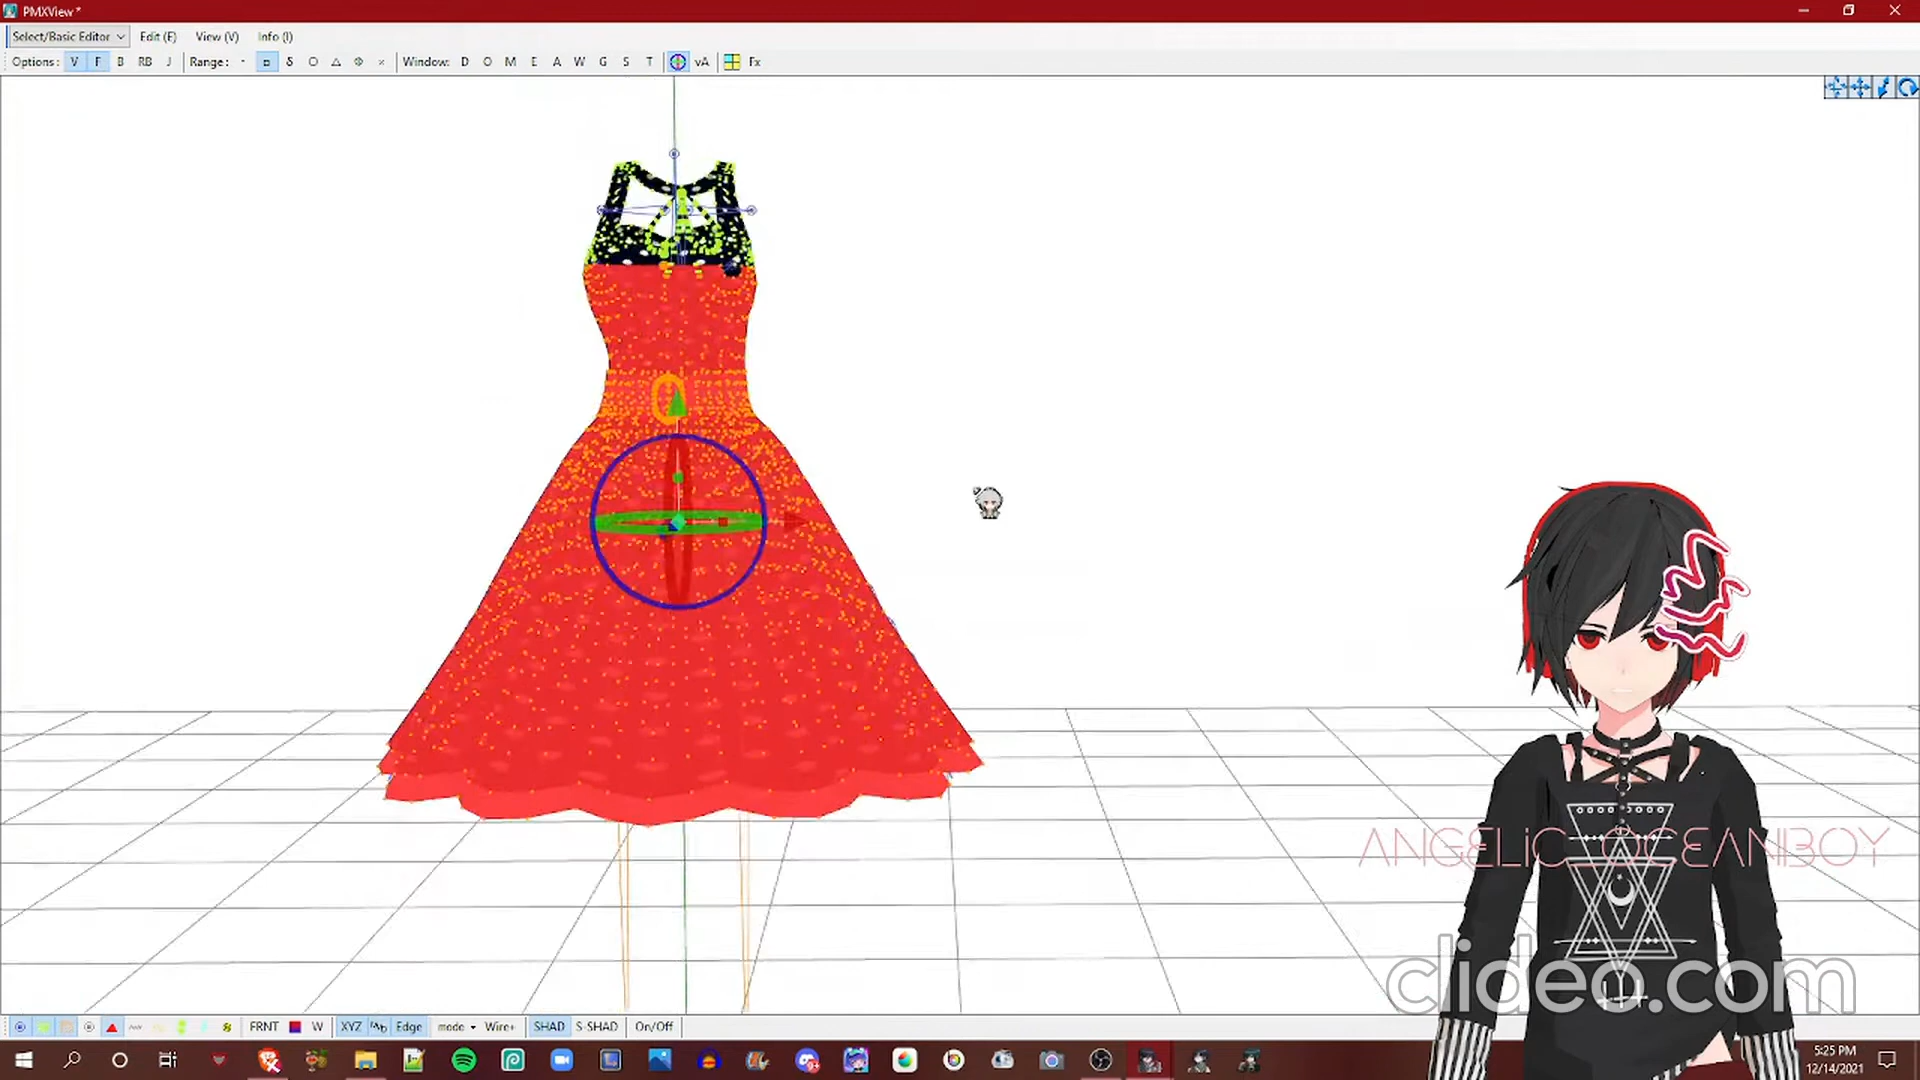 PMXView *
Select/Basic Editor Edit (E) View (V) Info (I)
Options: V F B RB J Range: Window: D O M E A W G S T vA Fx
ANGELIC OCEANBOY
clideo.com
FRNT W XYZ Edge mode Wire+ SHAD S-SHAD On/Off
5:25 PM
12/14/2021